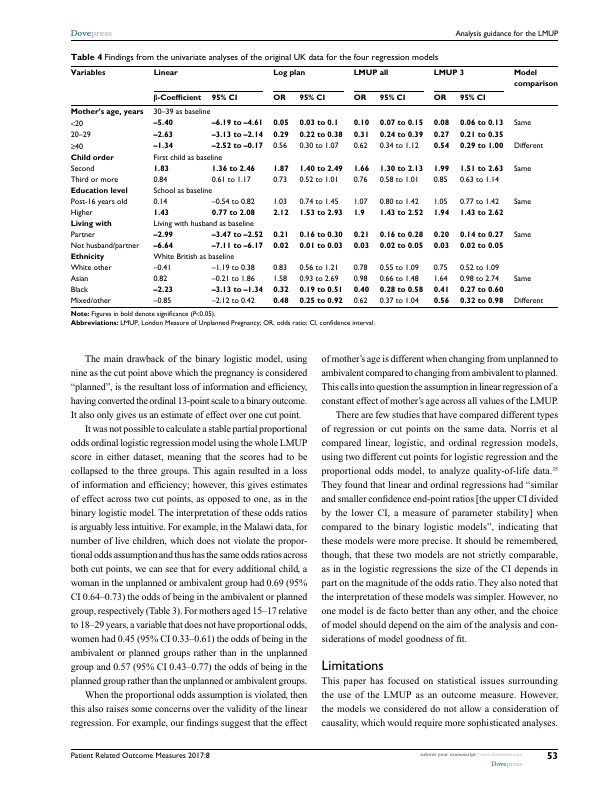 Dovepress
Analysis guidance for the LMUP
Table 4 Findings from the univariate analyses of the original UK data for the four regression models
Variables Linear Log plan LMUP all LMUP 3 Model comparison
β-Coefficient 95% CI OR 95% CI OR 95% CI OR 95% CI
Mother's age, years 30–39 as baseline
<20 –5.40 –6.19 to –4.61 0.05 0.03 to 0.1 0.10 0.07 to 0.15 0.08 0.06 to 0.13 Same
20–29 –2.63 –3.13 to –2.14 0.29 0.22 to 0.38 0.31 0.24 to 0.39 0.27 0.21 to 0.35
≥40 –1.34 –2.52 to –0.17 0.56 0.30 to 1.07 0.62 0.34 to 1.12 0.54 0.29 to 1.00 Different
Child order First child as baseline
Second 1.83 1.36 to 2.46 1.87 1.40 to 2.49 1.66 1.30 to 2.13 1.99 1.51 to 2.63 Same
Third or more 0.84 0.61 to 1.17 0.73 0.52 to 1.01 0.76 0.58 to 1.01 0.85 0.63 to 1.14
Education level School as baseline
Post-16 years old 0.14 –0.54 to 0.82 1.03 0.74 to 1.45 1.07 0.80 to 1.42 1.05 0.77 to 1.42 Same
Higher 1.43 0.77 to 2.08 2.12 1.53 to 2.93 1.9 1.43 to 2.52 1.94 1.43 to 2.62
Living with Living with husband as baseline
Partner –2.99 –3.47 to –2.52 0.21 0.16 to 0.30 0.21 0.16 to 0.28 0.20 0.14 to 0.27 Same
Not husband/partner –6.64 –7.11 to –6.17 0.02 0.01 to 0.03 0.03 0.02 to 0.05 0.03 0.02 to 0.05
Ethnicity White British as baseline
White other –0.41 –1.19 to 0.38 0.83 0.56 to 1.21 0.78 0.55 to 1.09 0.75 0.52 to 1.09
Asian 0.82 –0.21 to 1.86 1.58 0.93 to 2.69 0.98 0.66 to 1.48 1.64 0.98 to 2.74 Same
Black –2.23 –3.13 to –1.34 0.32 0.19 to 0.51 0.40 0.28 to 0.58 0.41 0.27 to 0.60
Mixed/other –0.85 –2.12 to 0.42 0.48 0.25 to 0.92 0.62 0.37 to 1.04 0.56 0.32 to 0.98 Different
Note: Figures in bold denote significance (P<0.05).
Abbreviations: LMUP, London Measure of Unplanned Pregnancy; OR, odds ratio; CI, confidence interval.
The main drawback of the binary logistic model, using
nine as the cut point above which the pregnancy is considered
"planned", is the resultant loss of information and efficiency,
having converted the ordinal 13-point scale to a binary outcome.
It also only gives us an estimate of effect over one cut point.
It was not possible to calculate a stable partial proportional
odds ordinal logistic regression model using the whole LMUP
score in either dataset, meaning that the scores had to be
collapsed to the three groups. This again resulted in a loss
of information and efficiency; however, this gives estimates
of effect across two cut points, as opposed to one, as in the
binary logistic model. The interpretation of these odds ratios
is arguably less intuitive. For example, in the Malawi data, for
number of live children, which does not violate the propor-
tional odds assumption and thus has the same odds ratios across
both cut points, we can see that for every additional child, a
woman in the unplanned or ambivalent group had 0.69 (95%
CI 0.64–0.73) the odds of being in the ambivalent or planned
group, respectively (Table 3). For mothers aged 15–17 relative
to 18–29 years, a variable that does not have proportional odds,
women had 0.45 (95% CI 0.33–0.61) the odds of being in the
ambivalent or planned groups rather than in the unplanned
group and 0.57 (95% CI 0.43–0.77) the odds of being in the
planned group rather than the unplanned or ambivalent groups.
When the proportional odds assumption is violated, then
this also raises some concerns over the validity of the linear
regression. For example, our findings suggest that the effect
of mother's age is different when changing from unplanned to
ambivalent compared to changing from ambivalent to planned.
This calls into question the assumption in linear regression of a
constant effect of mother's age across all values of the LMUP.
There are few studies that have compared different types
of regression or cut points on the same data. Norris et al
compared linear, logistic, and ordinal regression models,
using two different cut points for logistic regression and the
proportional odds model, to analyze quality-of-life data.35
They found that linear and ordinal regressions had "similar
and smaller confidence end-point ratios [the upper CI divided
by the lower CI, a measure of parameter stability] when
compared to the binary logistic models", indicating that
these models were more precise. It should be remembered,
though, that these two models are not strictly comparable,
as in the logistic regressions the size of the CI depends in
part on the magnitude of the odds ratio. They also noted that
the interpretation of these models was simpler. However, no
one model is de facto better than any other, and the choice
of model should depend on the aim of the analysis and con-
siderations of model goodness of fit.
Limitations
This paper has focused on statistical issues surrounding
the use of the LMUP as an outcome measure. However,
the models we considered do not allow a consideration of
causality, which would require more sophisticated analyses.
Patient Related Outcome Measures 2017:8
submit your manuscript | www.dovepress.com
Dovepress
53